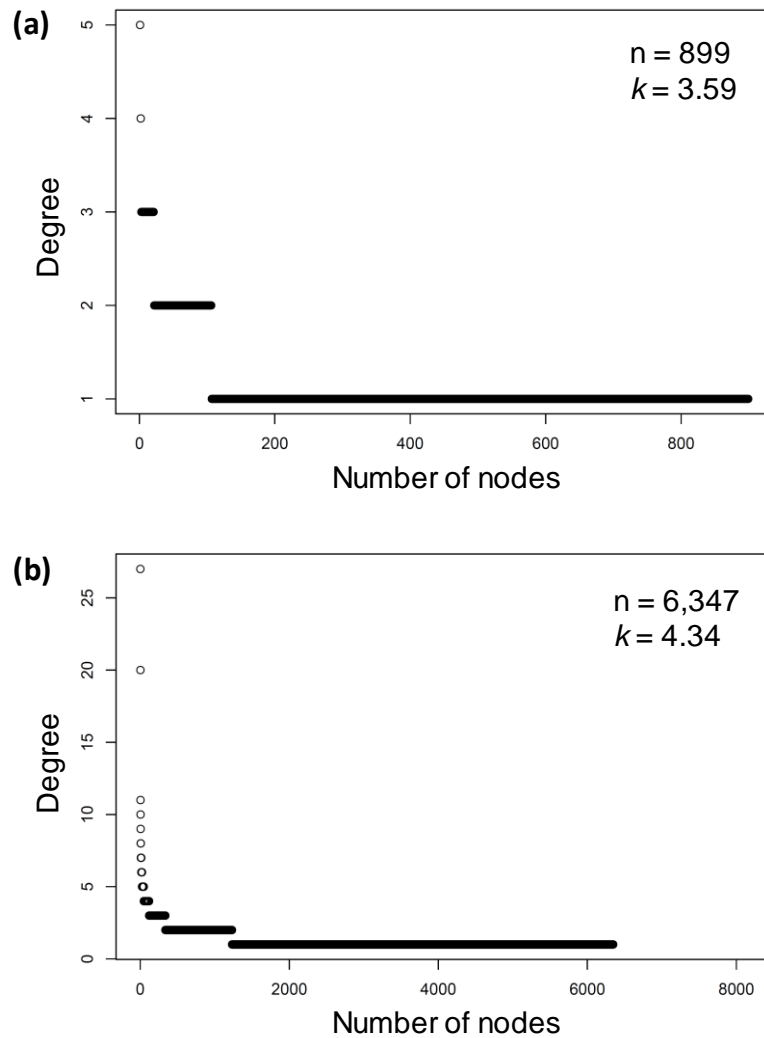 (a)
n = 899
k = 3.59
5
4
3
2
1
Degree
0 200 400 600 800
Number of nodes
(b)
n = 6,347
k = 4.34
25
20
15
10
5
0
Degree
0 2000 4000 6000 8000
Number of nodes